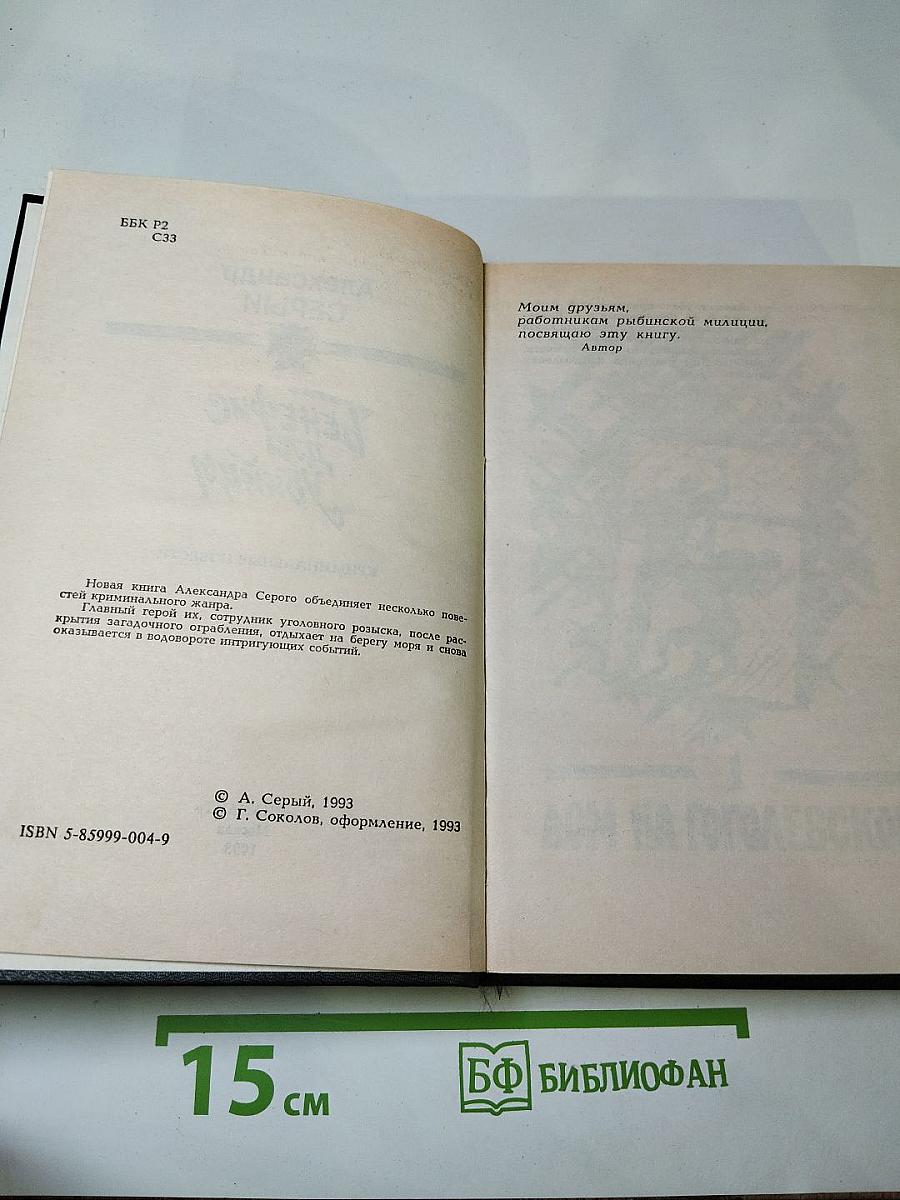 ББК Р2
С33
Новая книга Александра Серого объединяет несколько пове-
стей криминального жанра.
Главный герой их, сотрудник уголовного розыска, после рас-
крытия загадочного ограбления, отдыхает на берегу моря и снова
оказывается в водовороте интригующих событий.
© А. Серый, 1993
© Г. Соколов, оформление, 1993
ISBN 5-85999-004-9
Моим друзьям,
работникам рыбинской милиции,
посвящаю эту книгу.
Автор
15 см
БФ БИБЛИОФАН